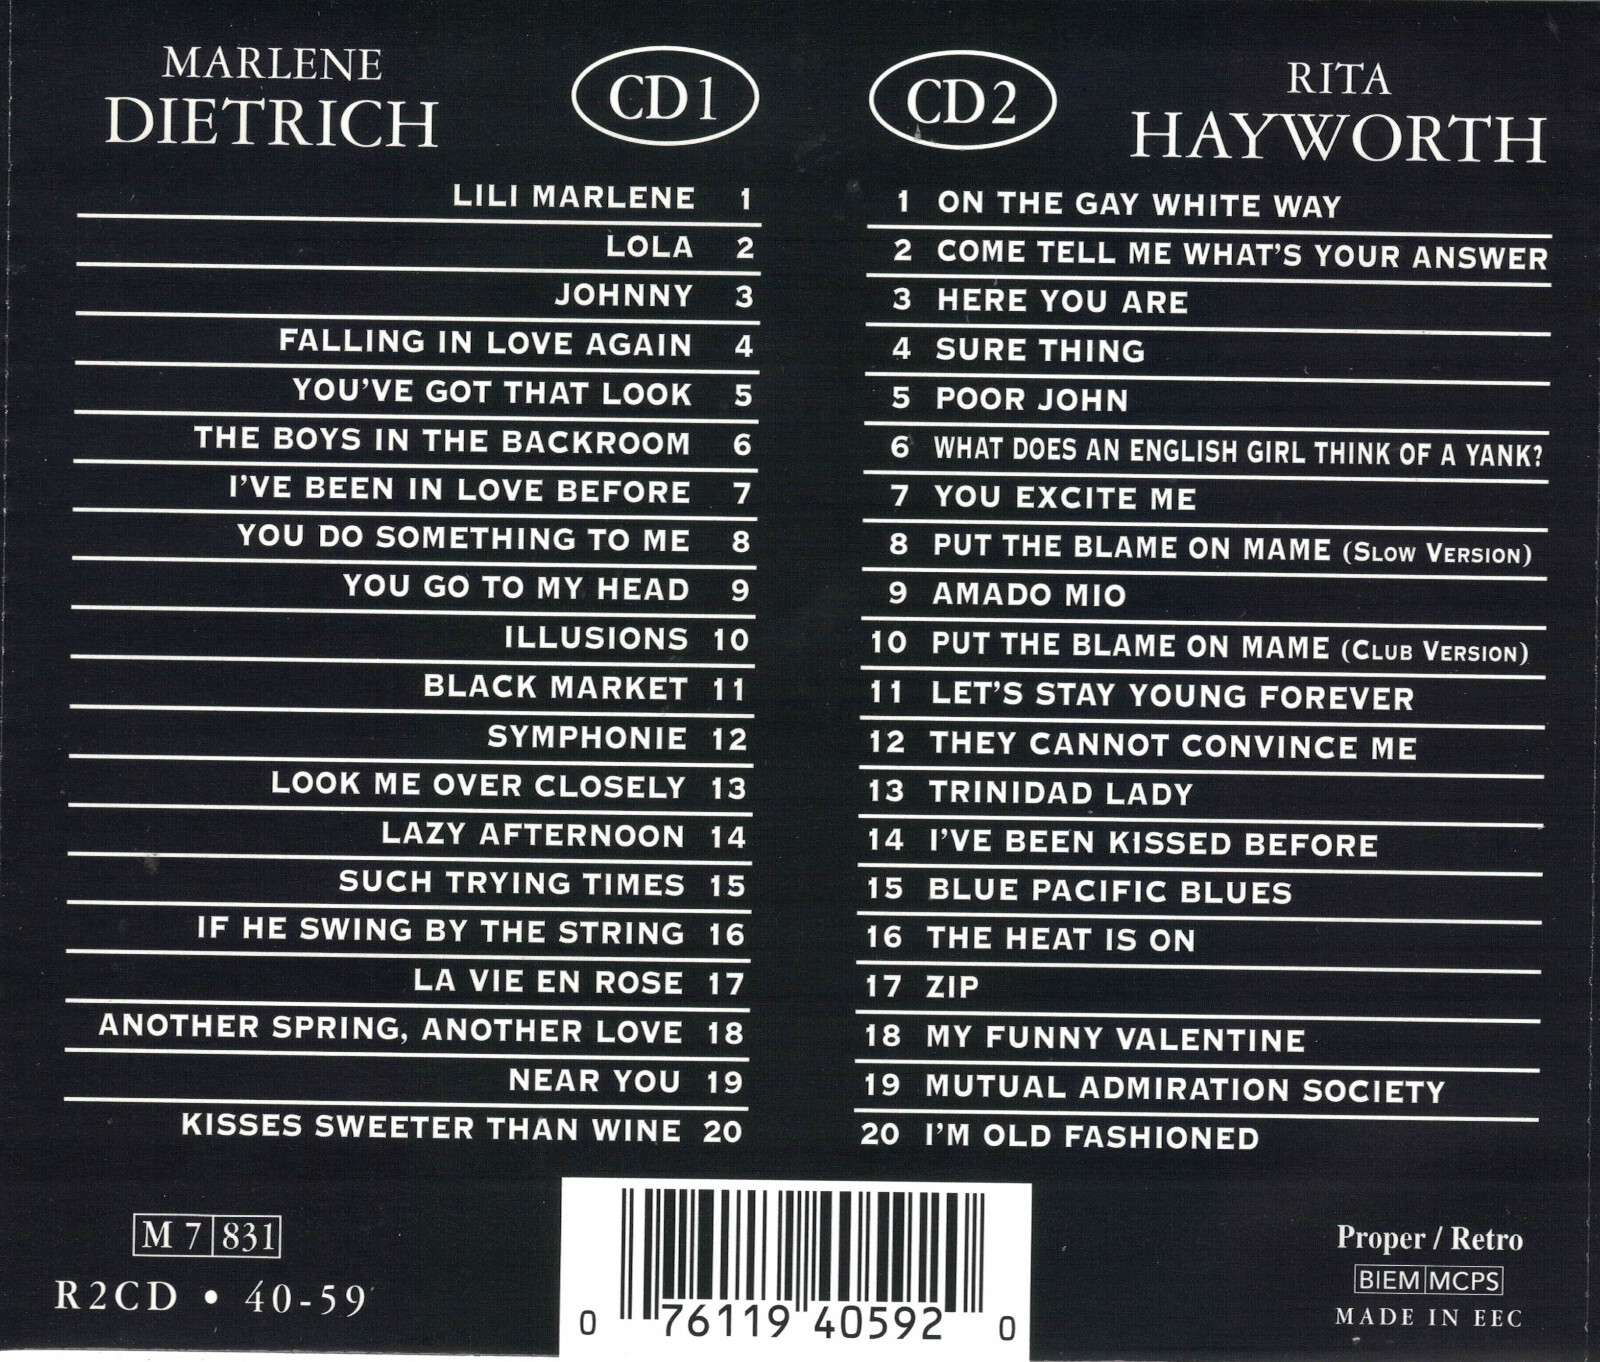 MARLENE
DIETRICH
CD1
LILI MARLENE 1
LOLA 2
JOHNNY 3
FALLING IN LOVE AGAIN 4
YOU'VE GOT THAT LOOK 5
THE BOYS IN THE BACKROOM 6
I'VE BEEN IN LOVE BEFORE 7
YOU DO SOMETHING TO ME 8
YOU GO TO MY HEAD 9
ILLUSIONS 10
BLACK MARKET 11
SYMPHONIE 12
LOOK ME OVER CLOSELY 13
LAZY AFTERNOON 14
SUCH TRYING TIMES 15
IF HE SWING BY THE STRING 16
LA VIE EN ROSE 17
ANOTHER SPRING, ANOTHER LOVE 18
NEAR YOU 19
KISSES SWEETER THAN WINE 20
CD2
RITA
HAYWORTH
1 ON THE GAY WHITE WAY
2 COME TELL ME WHAT'S YOUR ANSWER
3 HERE YOU ARE
4 SURE THING
5 POOR JOHN
6 WHAT DOES AN ENGLISH GIRL THINK OF A YANK?
7 YOU EXCITE ME
8 PUT THE BLAME ON MAME (SLOW VERSION)
9 AMADO MIO
10 PUT THE BLAME ON MAME (CLUB VERSION)
11 LET'S STAY YOUNG FOREVER
12 THEY CANNOT CONVINCE ME
13 TRINIDAD LADY
14 I'VE BEEN KISSED BEFORE
15 BLUE PACIFIC BLUES
16 THE HEAT IS ON
17 ZIP
18 MY FUNNY VALENTINE
19 MUTUAL ADMIRATION SOCIETY
20 I'M OLD FASHIONED
M 7 831
R2CD • 40-59
0 76119 40592 0
Proper / Retro
BIEM MCPS
MADE IN EEC